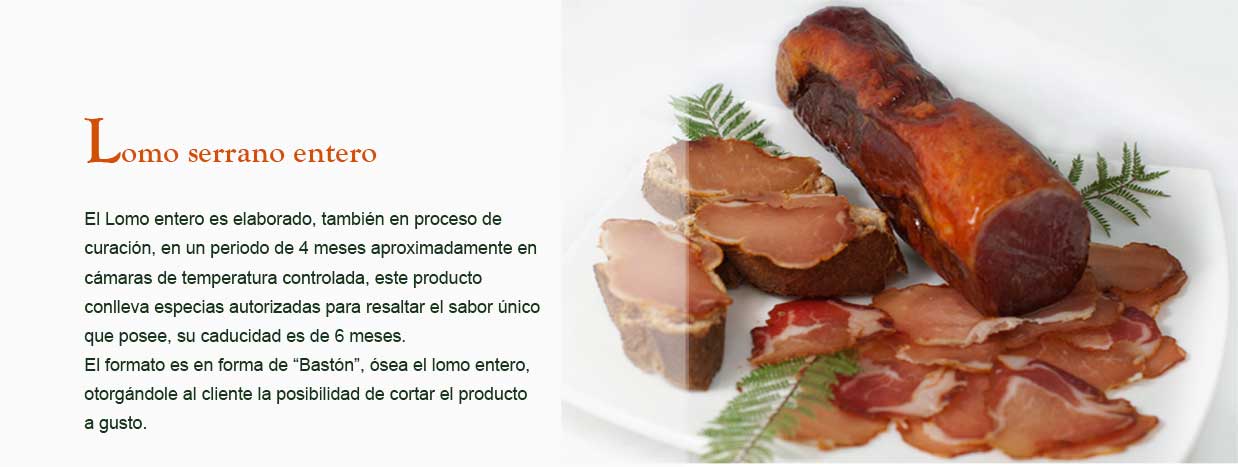 Lomo serrano entero
El Lomo entero es elaborado, también en proceso de
curación, en un periodo de 4 meses aproximadamente en
cámaras de temperatura controlada, este producto
conlleva especias autorizadas para resaltar el sabor único
que posee, su caducidad es de 6 meses.
El formato es en forma de “Bastón”, ósea el lomo entero,
otorgándole al cliente la posibilidad de cortar el producto
a gusto.